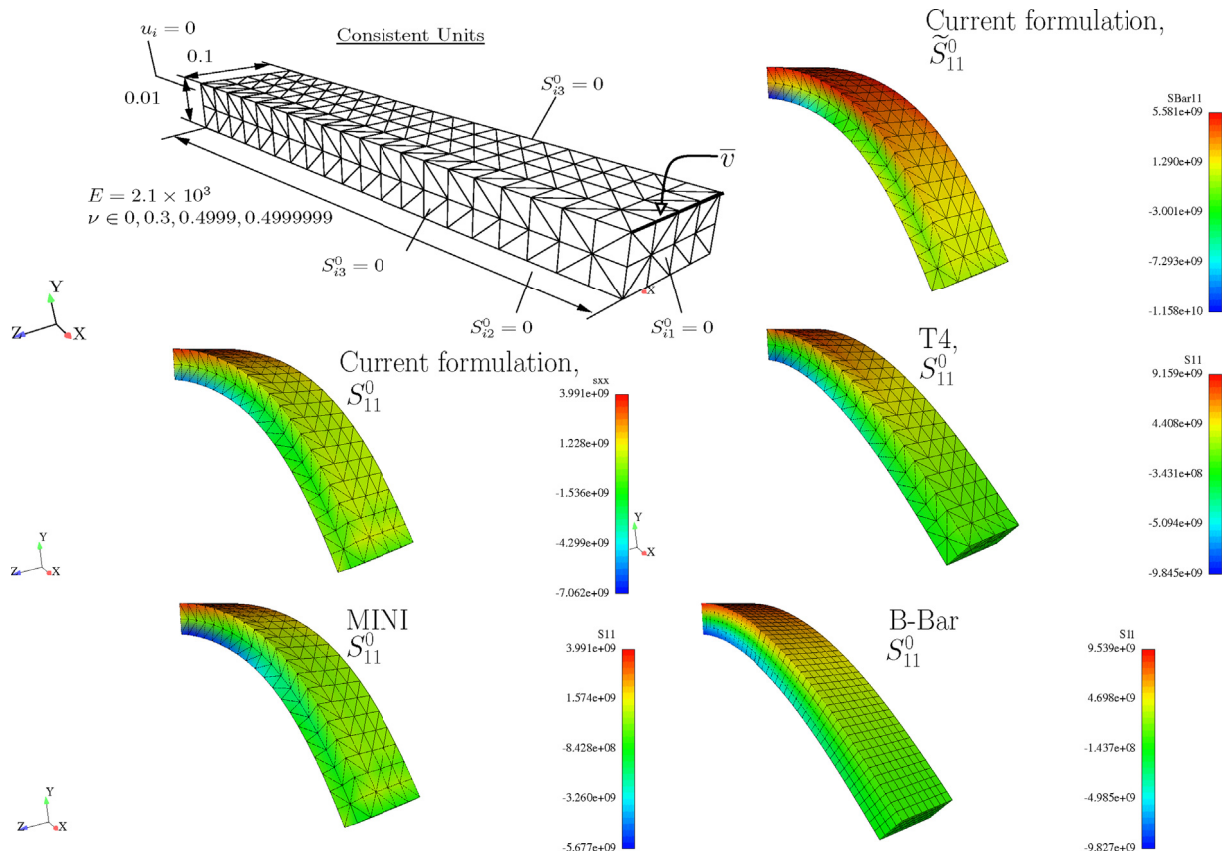 u_i = 0
Consistent Units
0.1
0.01
S^0_{i3} = 0
v̅
E = 2.1 × 10^3
ν ∈ 0, 0.3, 0.4999, 0.4999999
S^0_{i3} = 0
S^0_{i2} = 0
S^0_{i1} = 0
X
Y
Z
X
Current formulation,
S̃^0_{11}
SBar11
5.581e+09
1.290e+09
-3.001e+09
-7.293e+09
-1.158e+10
Current formulation,
S^0_{11}
sxx
3.991e+09
1.228e+09
-1.536e+09
-4.299e+09
-7.062e+09
Y
Z
X
T4,
S^0_{11}
S11
9.159e+09
4.408e+09
-3.431e+08
-5.094e+09
-9.845e+09
Y
X
MINI
S^0_{11}
S11
3.991e+09
1.574e+09
-8.428e+08
-3.260e+09
-5.677e+09
Y
Z
X
B-Bar
S^0_{11}
S11
9.539e+09
4.698e+09
-1.437e+08
-4.985e+09
-9.827e+09